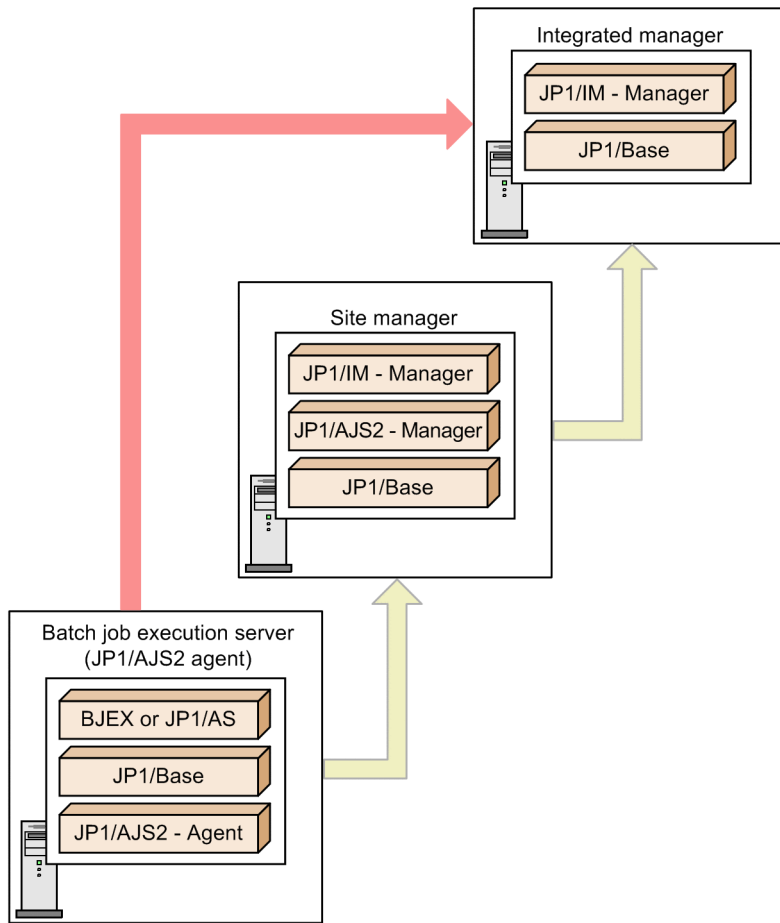 Integrated manager
JP1/IM - Manager
JP1/Base
Site manager
JP1/IM - Manager
JP1/AJS2 - Manager
JP1/Base
Batch job execution server
(JP1/AJS2 agent)
BJEX or JP1/AS
JP1/Base
JP1/AJS2 - Agent